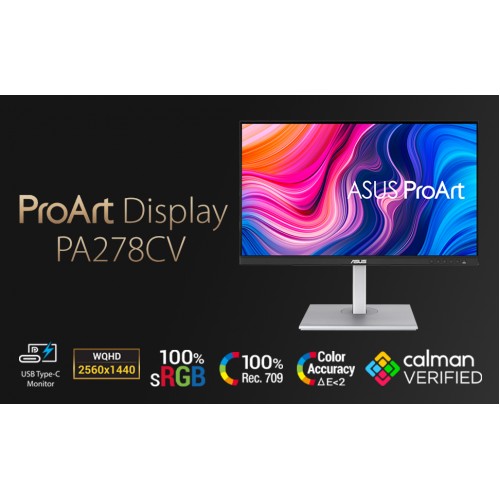 ProArt Display
PA278CV
ASUS ProArt
ASUS
USB Type-C
Monitor
WQHD
2560x1440
100%
sRGB
100%
Rec. 709
Color
Accuracy
ΔE<2
calman
VERIFIED